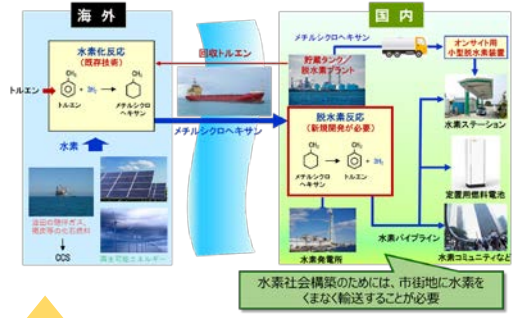 海 外
水素化反応
(既存技術)
CH₃
CH₃
+ 3H₂
トルエン
メチルシクロ
ヘキサン
トルエン
水素
再生可能エネルギー
CCS
回収トルエン
メチルシクロヘキサン
国 内
メチルシクロヘキサン
貯蔵タンク/
脱水素プラント
オンサイト用
小型脱水素装置
脱水素反応
(新規開発が必要)
CH₃
CH₃
+ 3H₂
メチルシクロ
ヘキサン
トルエン
水素ステーション
定置用燃料電池
水素発電所
水素パイプライン
水素コミュニティなど
水素社会構築のためには、市街地に水素を
くまなく輸送することが必要